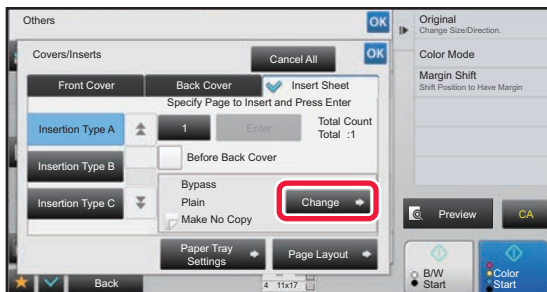 Others
OK
Original
Change Size/Direction.
Covers/Inserts
Cancel All
OK
Color Mode
Front Cover
Back Cover
Insert Sheet
Margin Shift
Shift Position to Have Margin
Specify Page to Insert and Press Enter
Insertion Type A
1
Enter
Total Count
Total :1
Insertion Type B
Before Back Cover
Insertion Type C
Bypass
Plain
Make No Copy
Change
Preview
CA
Paper Tray
Settings
Page Layout
Back
4 11x17
B/W
Start
Color
Start